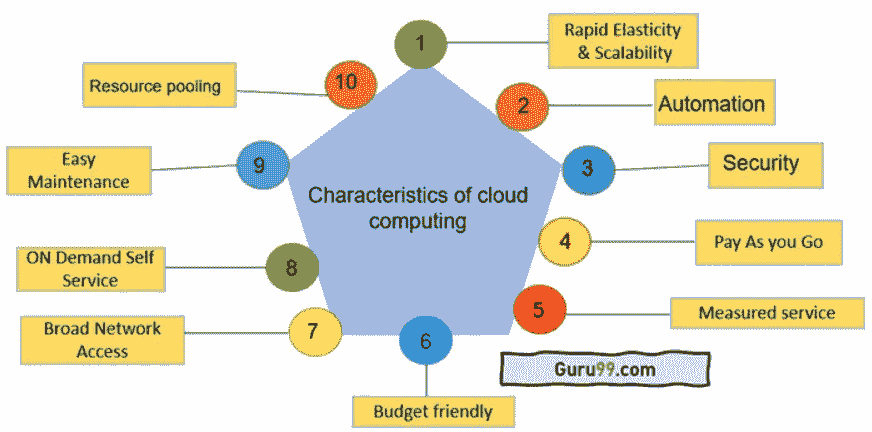 1
Rapid Elasticity
& Scalability
2
Automation
3
Security
4
Pay As you Go
5
Measured service
6
Budget friendly
7
Broad Network
Access
8
ON Demand Self
Service
9
Easy
Maintenance
10
Resource pooling
Characteristics of cloud
computing
Guru99.com